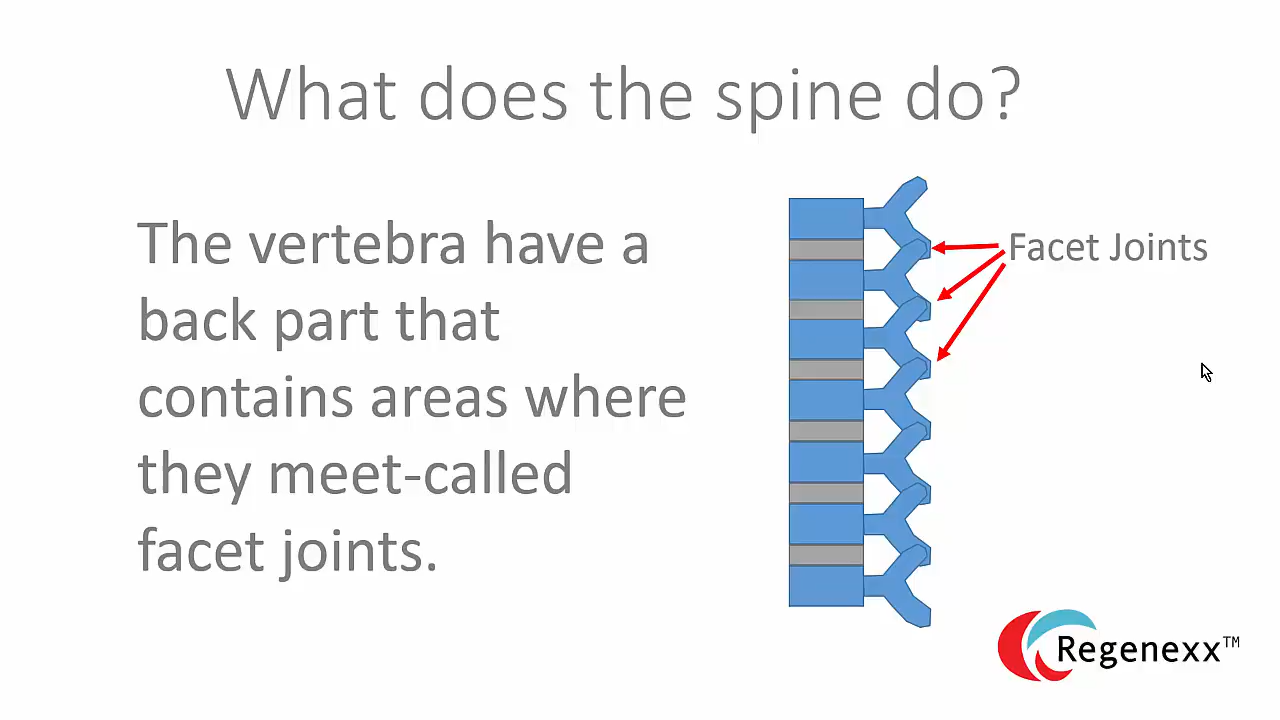 What does the spine do?
The vertebra have a
back part that
contains areas where
they meet-called
facet joints.
Facet Joints
Regenexx™